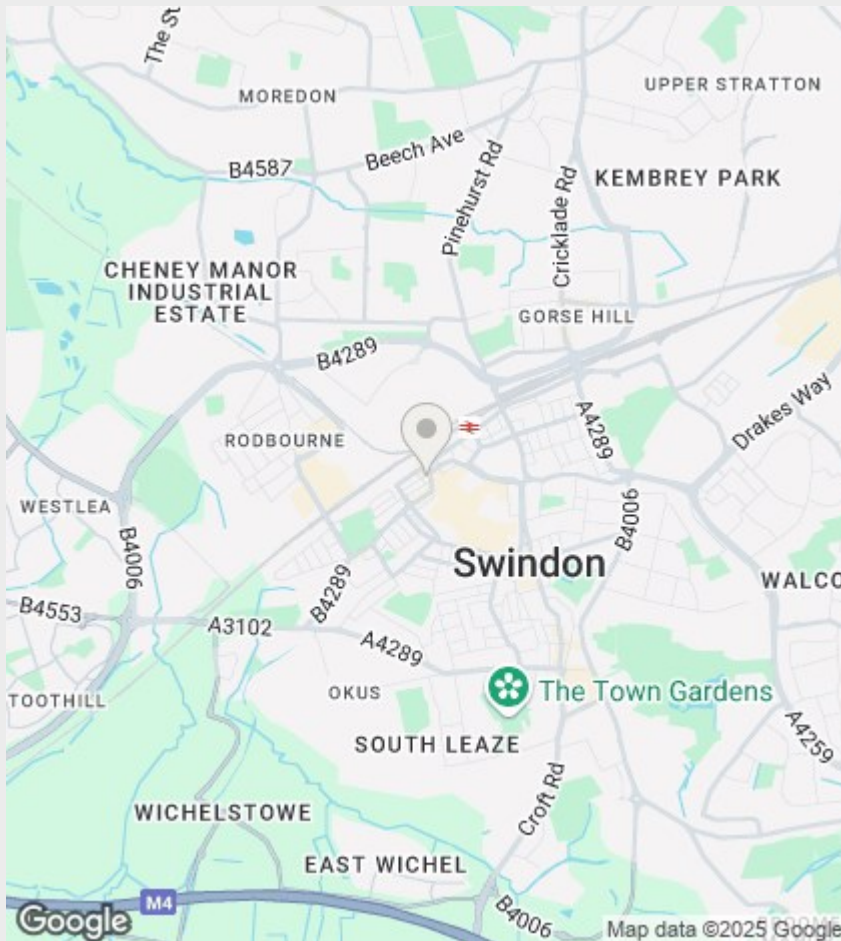 The St
MOREDON
UPPER STRATTON
Beech Ave
B4587
Pinehurst Rd
Cricklade Rd
KEMBREY PARK
CHENEY MANOR
INDUSTRIAL
ESTATE
GORSE HILL
B4289
A4289
Drakes Way
RODBOURNE
WESTLEA
B4006
B4006
Swindon
B4289
WALCO
B4553
A3102
A4289
The Town Gardens
OKUS
TOOTHILL
A4259
SOUTH LEAZE
Croft Rd
WICHELSTOWE
EAST WICHEL
M4
B4006
Google
Map data ©2025 Google